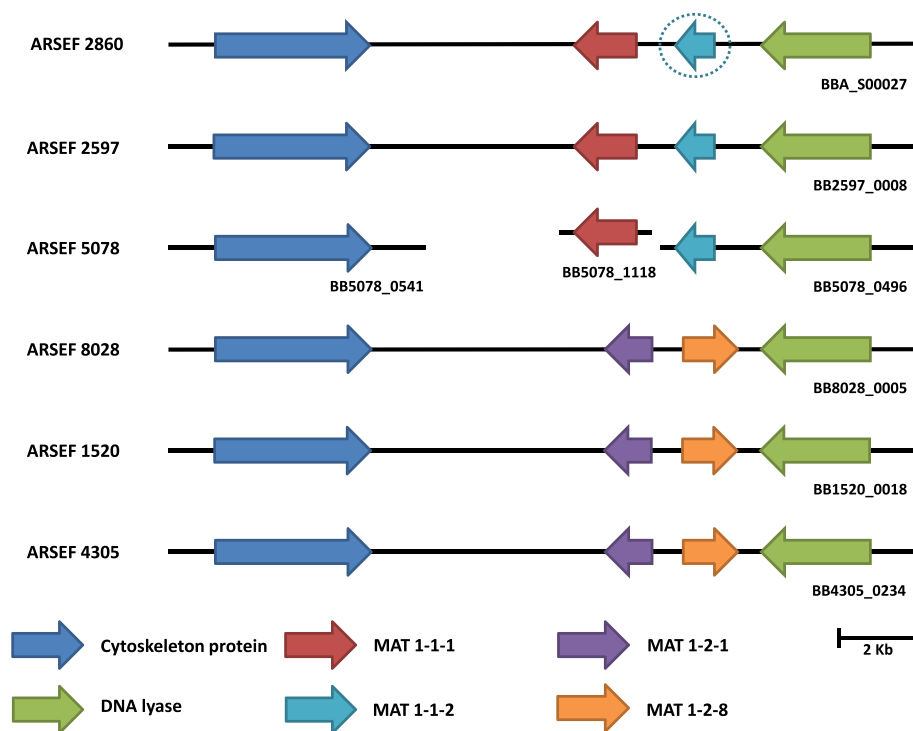 ARSEF 2860
BBA_S00027
ARSEF 2597
BB2597_0008
ARSEF 5078
BB5078_0541
BB5078_1118
BB5078_0496
ARSEF 8028
BB8028_0005
ARSEF 1520
BB1520_0018
ARSEF 4305
BB4305_0234
Cytoskeleton protein
MAT 1-1-1
MAT 1-2-1
2 Kb
DNA lyase
MAT 1-1-2
MAT 1-2-8